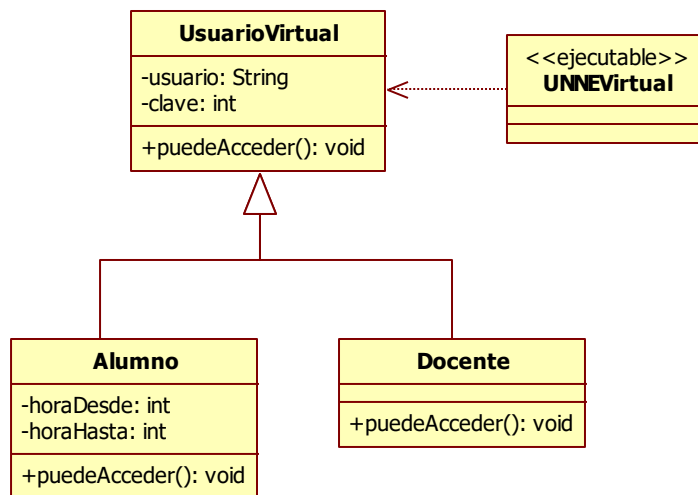 UsuarioVirtual
-usuario: String
-clave: int
+puedeAcceder(): void
<<ejecutable>>
UNNEVirtual
Alumno
-horaDesde: int
-horaHasta: int
+puedeAcceder(): void
Docente
+puedeAcceder(): void